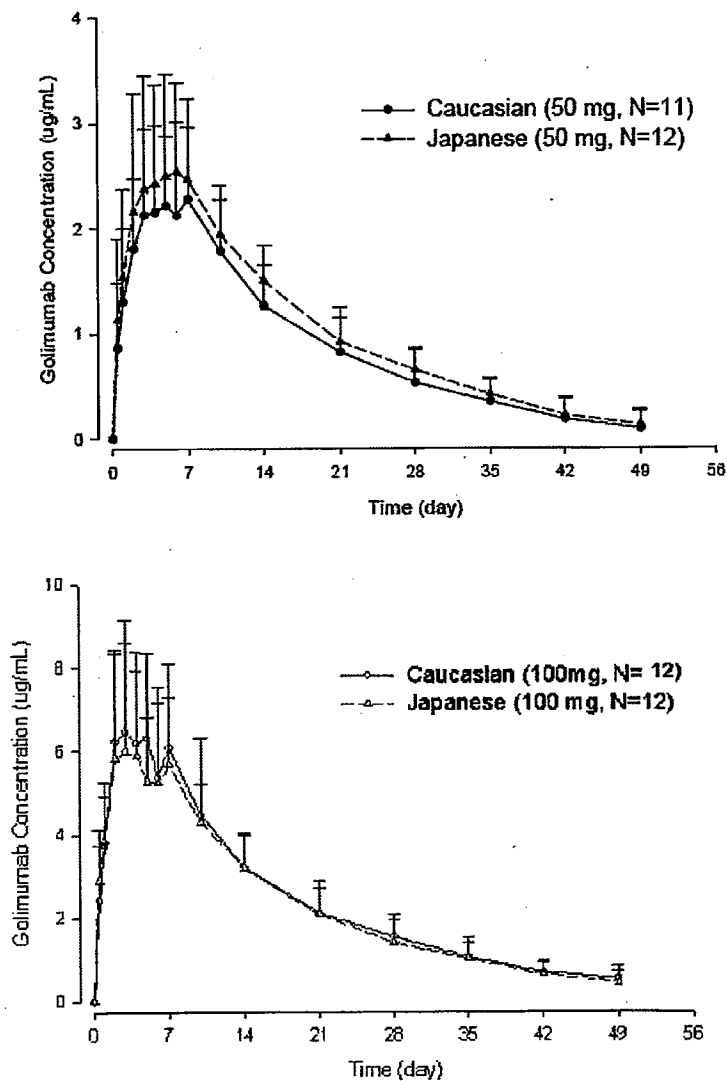 4
3
2
1
0
Golimumab Concentration (ug/mL)
Caucasian (50 mg, N=11)
Japanese (50 mg, N=12)
0 7 14 21 28 35 42 49 56
Time (day)
10
8
6
4
2
0
Golimumab Concentration (ug/mL)
Caucasian (100mg, N= 12)
Japanese (100 mg, N=12)
0 7 14 21 28 35 42 49 56
Time (day)